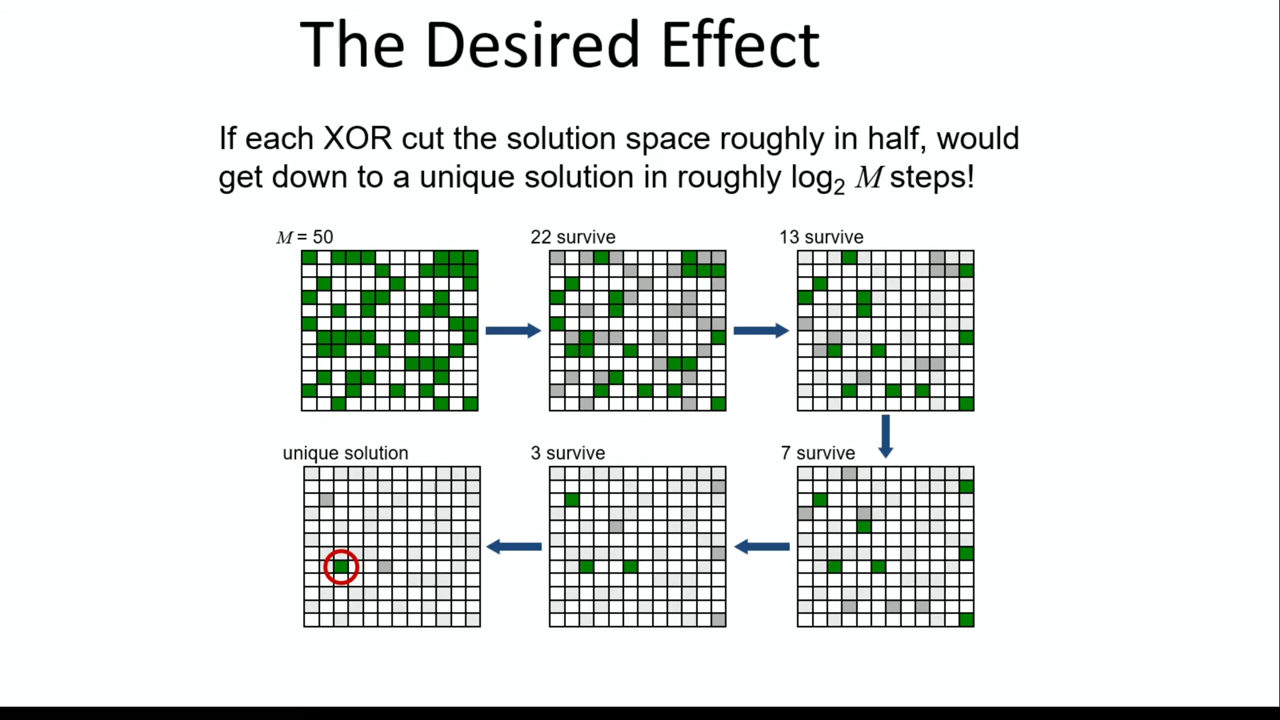 The Desired Effect
If each XOR cut the solution space roughly in half, would
get down to a unique solution in roughly log₂ M steps!
M = 50
22 survive
13 survive
unique solution
3 survive
7 survive